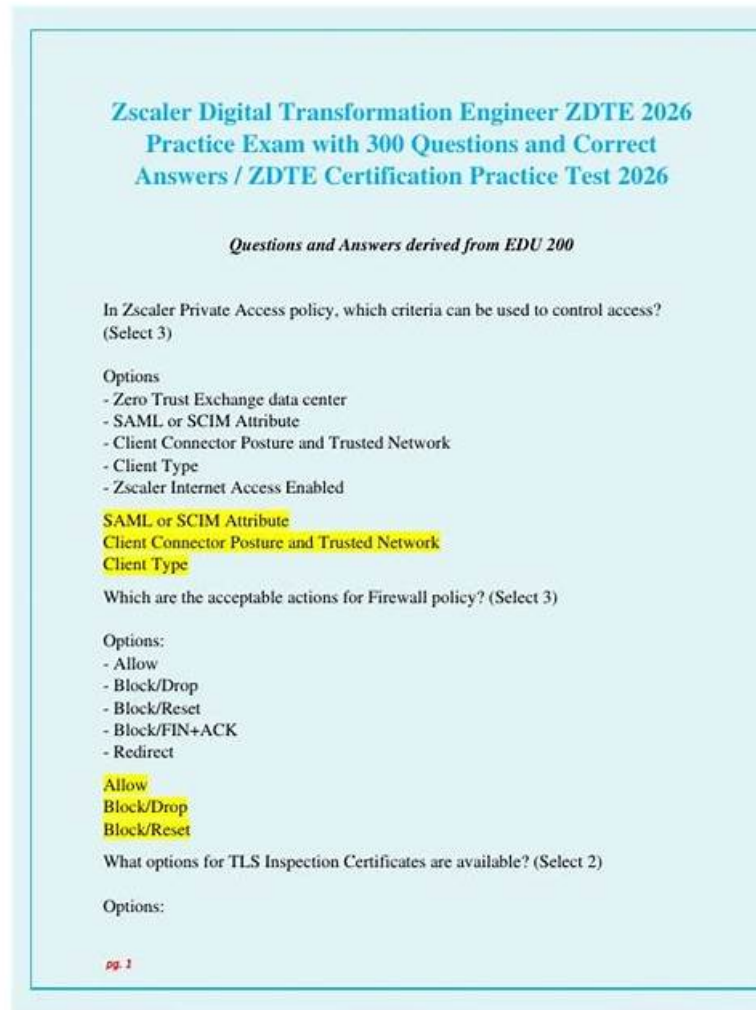 Zscaler Digital Transformation Engineer ZDTE 2026
Practice Exam with 300 Questions and Correct
Answers / ZDTE Certification Practice Test 2026
Questions and Answers derived from EDU 200
In Zscaler Private Access policy, which criteria can be used to control access?
(Select 3)
Options
- Zero Trust Exchange data center
- SAML or SCIM Attribute
- Client Connector Posture and Trusted Network
- Client Type
- Zscaler Internet Access Enabled
SAML or SCIM Attribute
Client Connector Posture and Trusted Network
Client Type
Which are the acceptable actions for Firewall policy? (Select 3)
Options:
- Allow
- Block/Drop
- Block/Reset
- Block/FIN+ACK
- Redirect
Allow
Block/Drop
Block/Reset
What options for TLS Inspection Certificates are available? (Select 2)
Options:
pg. 1